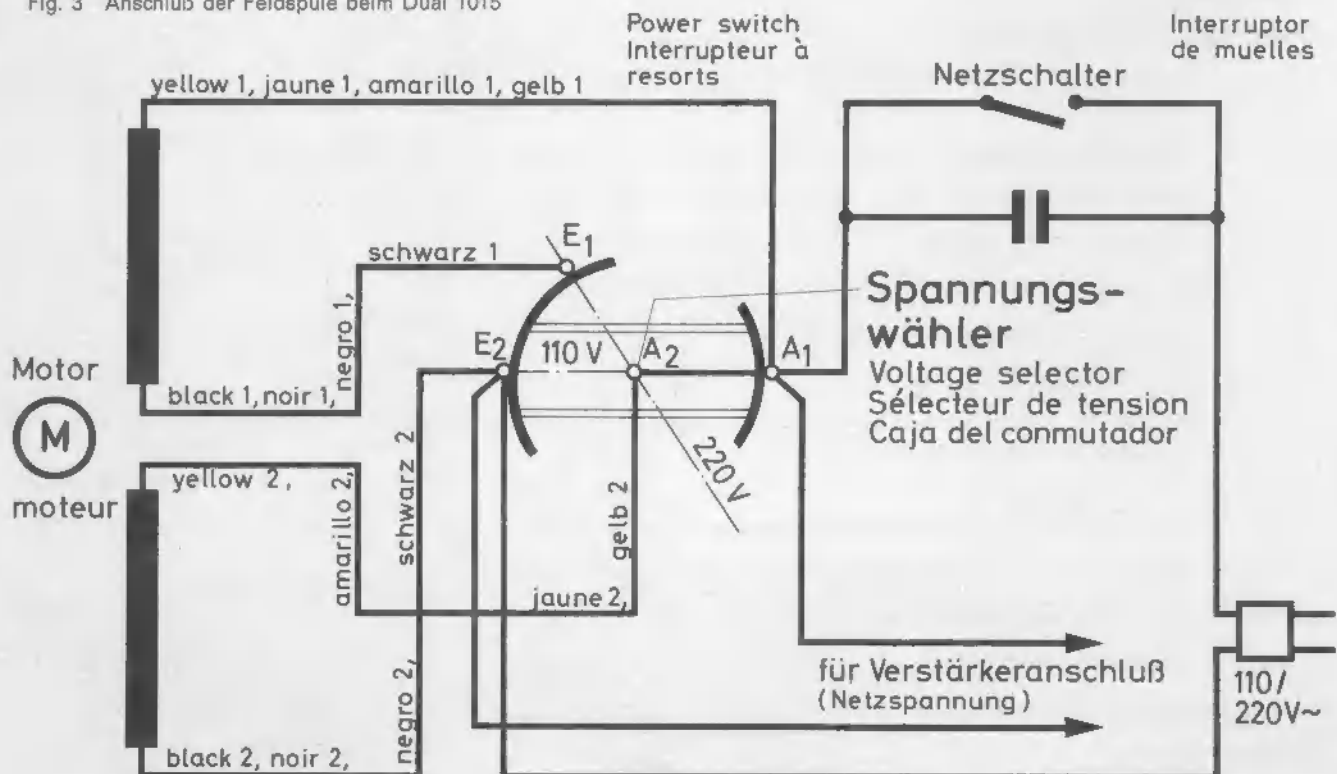 Fig. 3 Anschluß der Feldspule beim Dual 1015
Power switch
Interrupteur à
resorts
Interruptor
de muelles
Netzschalter
yellow 1, jaune 1, amarillo 1, gelb 1
schwarz 1
E1
negro 1,
black 1, noir 1,
E2
110 V
A2
A1
220 V
Spannungs-
wähler
Voltage selector
Sélecteur de tension
Caja del conmutador
Motor
M
moteur
yellow 2,
amarillo 2,
schwarz 2
gelb 2
jaune 2,
negro 2,
black 2, noir 2,
für Verstärkeranschluß
(Netzspannung)
110/
220V~